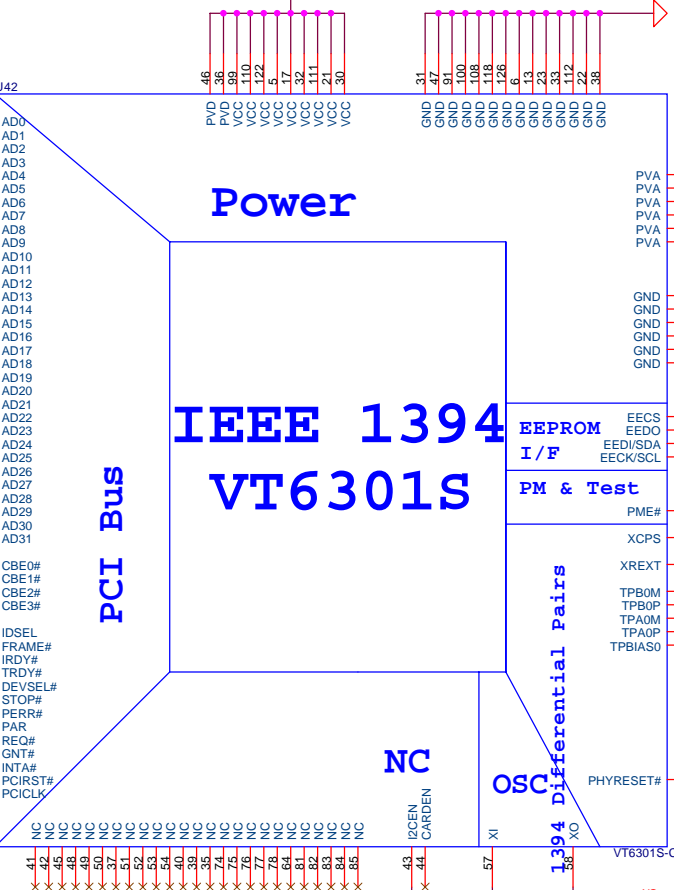 46 36 99 110 122 5 17 32 111 21 30
31 47 91 100 108 118 126 6 13 23 33 112 22 38
J42
PVD PVD VCC VCC VCC VCC VCC VCC VCC VCC VCC
GND GND GND GND GND GND GND GND GND GND GND GND GND GND
AD0
AD1
AD2
AD3
AD4
AD5
AD6
AD7
AD8
AD9
AD10
AD11
AD12
AD13
AD14
AD15
AD16
AD17
AD18
AD19
AD20
AD21
AD22
AD23
AD24
AD25
AD26
AD27
AD28
AD29
AD30
AD31
CBE0#
CBE1#
CBE2#
CBE3#
IDSEL
FRAME#
IRDY#
TRDY#
DEVSEL#
STOP#
PERR#
PAR
REQ#
GNT#
INTA#
PCIRST#
PCICLK
PCI Bus
Power
IEEE 1394
VT6301S
PVA
PVA
PVA
PVA
PVA
PVA
GND
GND
GND
GND
GND
GND
EEPROM
I/F
EECS
EEDO
EEDI/SDA
EECK/SCL
PM & Test
PME#
XCPS
XREXT
TPB0M
TPB0P
TPA0M
TPA0P
TPBIAS0
1394 Differential Pairs
PHYRESET#
NC
OSC
NC NC NC NC NC NC NC NC NC NC NC NC NC NC NC NC NC NC NC NC NC NC NC NC NC
I2CEN
CARDEN
XI
XO
41 42 45 48 49 50 37 51 52 53 54 40 39 35 74 75 76 77 78 64 81 82 83 84 85
43 44
57
58